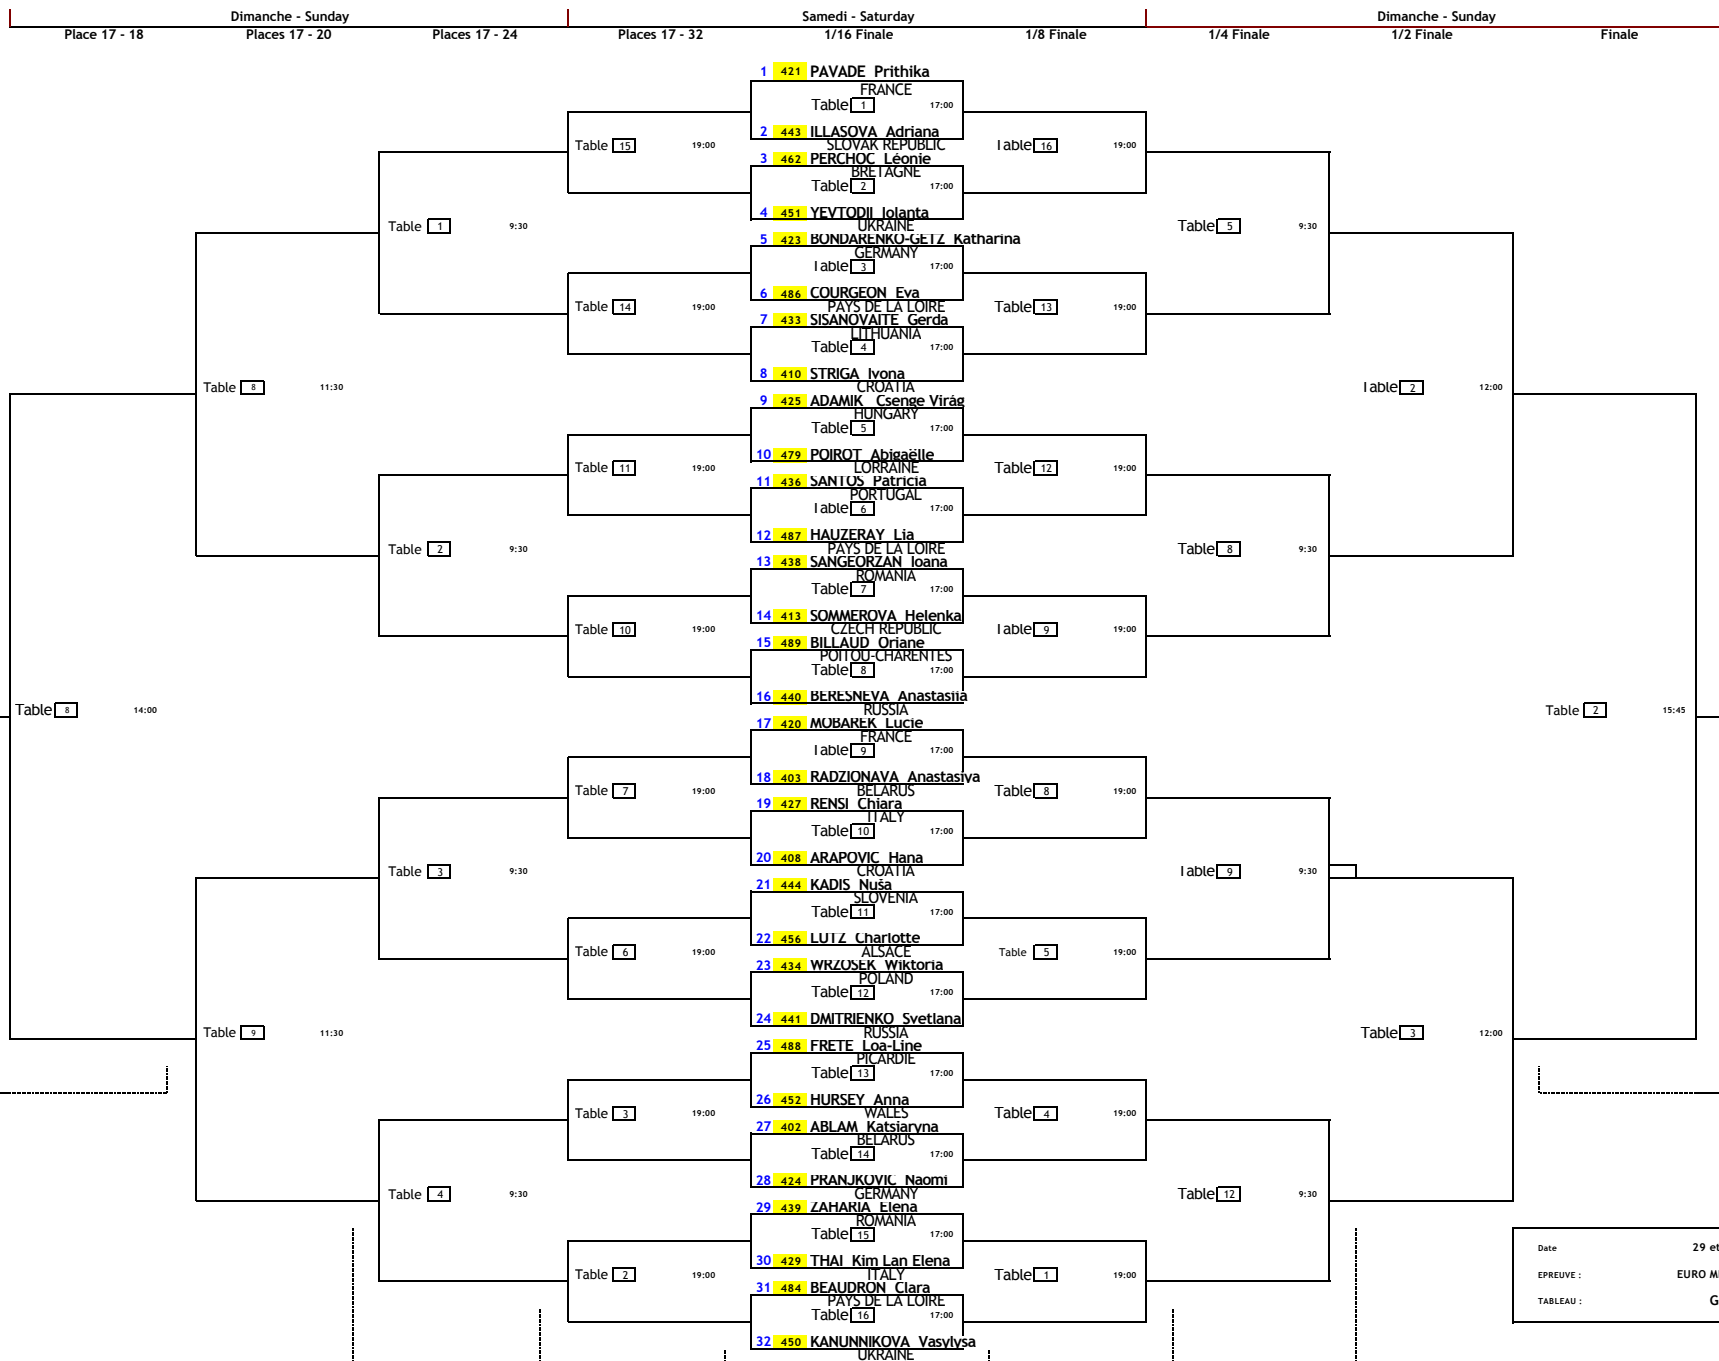 Dimanche - Sunday Samedi - Saturday Dimanche - Sunday
Place 17 - 18 Places 17 - 20 Places 17 - 24 Places 17 - 32 1/16 Finale 1/8 Finale 1/4 Finale 1/2 Finale Finale
1 421 PAVADE Prithika
FRANCE
Table 1 17:00
2 443 ILLASOVA Adriana
SLOVAK REPUBLIC
Table 15 19:00 Table 16 19:00
3 462 PERCHOC Léonie
BRETAGNE
Table 2 17:00
4 451 YEVTODII Iolanta
UKRAINE
Table 1 9:30 Table 5 9:30
5 423 BONDARENKO-GETZ Katharina
GERMANY
Table 3 17:00
6 486 COURGEON Eva
PAYS DE LA LOIRE
Table 14 19:00 Table 13 19:00
7 433 SISANOVAITE Gerda
LITHUANIA
Table 4 17:00
8 410 STRIGA Ivona
CROATIA
Table 8 11:30 Table 2 12:00
9 425 ADAMIK Csenge Virág
HUNGARY
Table 5 17:00
10 479 POIROT Abigaëlle
LORRAINE
Table 11 19:00 Table 12 19:00
11 436 SANTOS Patricia
PORTUGAL
Table 6 17:00
12 487 HAUZERAY Lia
PAYS DE LA LOIRE
Table 2 9:30 Table 8 9:30
13 438 SANGEORZAN Ioana
ROMANIA
Table 7 17:00
14 413 SOMMEROVA Helenka
CZECH REPUBLIC
Table 10 19:00 Table 9 19:00
15 489 BILLAUD Oriane
POITOU-CHARENTES
Table 8 17:00
16 440 BERESNEVA Anastasiia
RUSSIA
Table 8 14:00 Table 2 15:45
17 420 MOBAREK Lucie
FRANCE
Table 9 17:00
18 403 RADZIONAVA Anastasiya
BELARUS
Table 7 19:00 Table 8 19:00
19 427 RENSI Chiara
ITALY
Table 10 17:00
20 408 ARAPOVIC Hana
CROATIA
Table 3 9:30 Table 9 9:30
21 444 KADIS Nuša
SLOVENIA
Table 11 17:00
22 456 LUTZ Charlotte
ALSACE
Table 6 19:00 Table 5 19:00
23 434 WRZOSEK Wiktoria
POLAND
Table 12 17:00
24 441 DMITRIENKO Svetlana
RUSSIA
Table 9 11:30 Table 3 12:00
25 488 FRETE Loa-Line
PICARDIE
Table 13 17:00
26 452 HURSEY Anna
WALES
Table 3 19:00 Table 4 19:00
27 402 ABLAM Katsiaryna
BELARUS
Table 14 17:00
28 424 PRANJKOVIC Naomi
GERMANY
Table 4 9:30 Table 12 9:30
29 439 ZAHARIA Elena
ROMANIA
Table 15 17:00
30 429 THAI Kim Lan Elena
ITALY
Table 2 19:00 Table 1 19:00
31 484 BEAUDRON Clara
PAYS DE LA LOIRE
Table 16 17:00
32 450 KANUNNIKOVA Vasylysa
UKRAINE
Date 29 et
EPREUVE : EURO M
TABLEAU : G